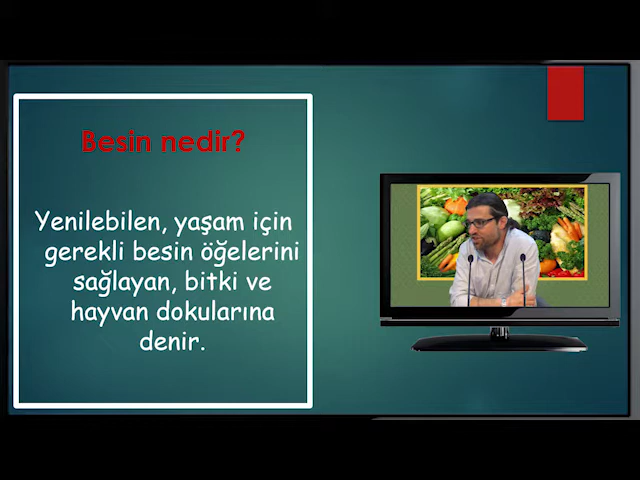 Besin nedir?
Yenilebilen, yaşam için
gerekli besin öğelerini
sağlayan, bitki ve
hayvan dokularına
denir.